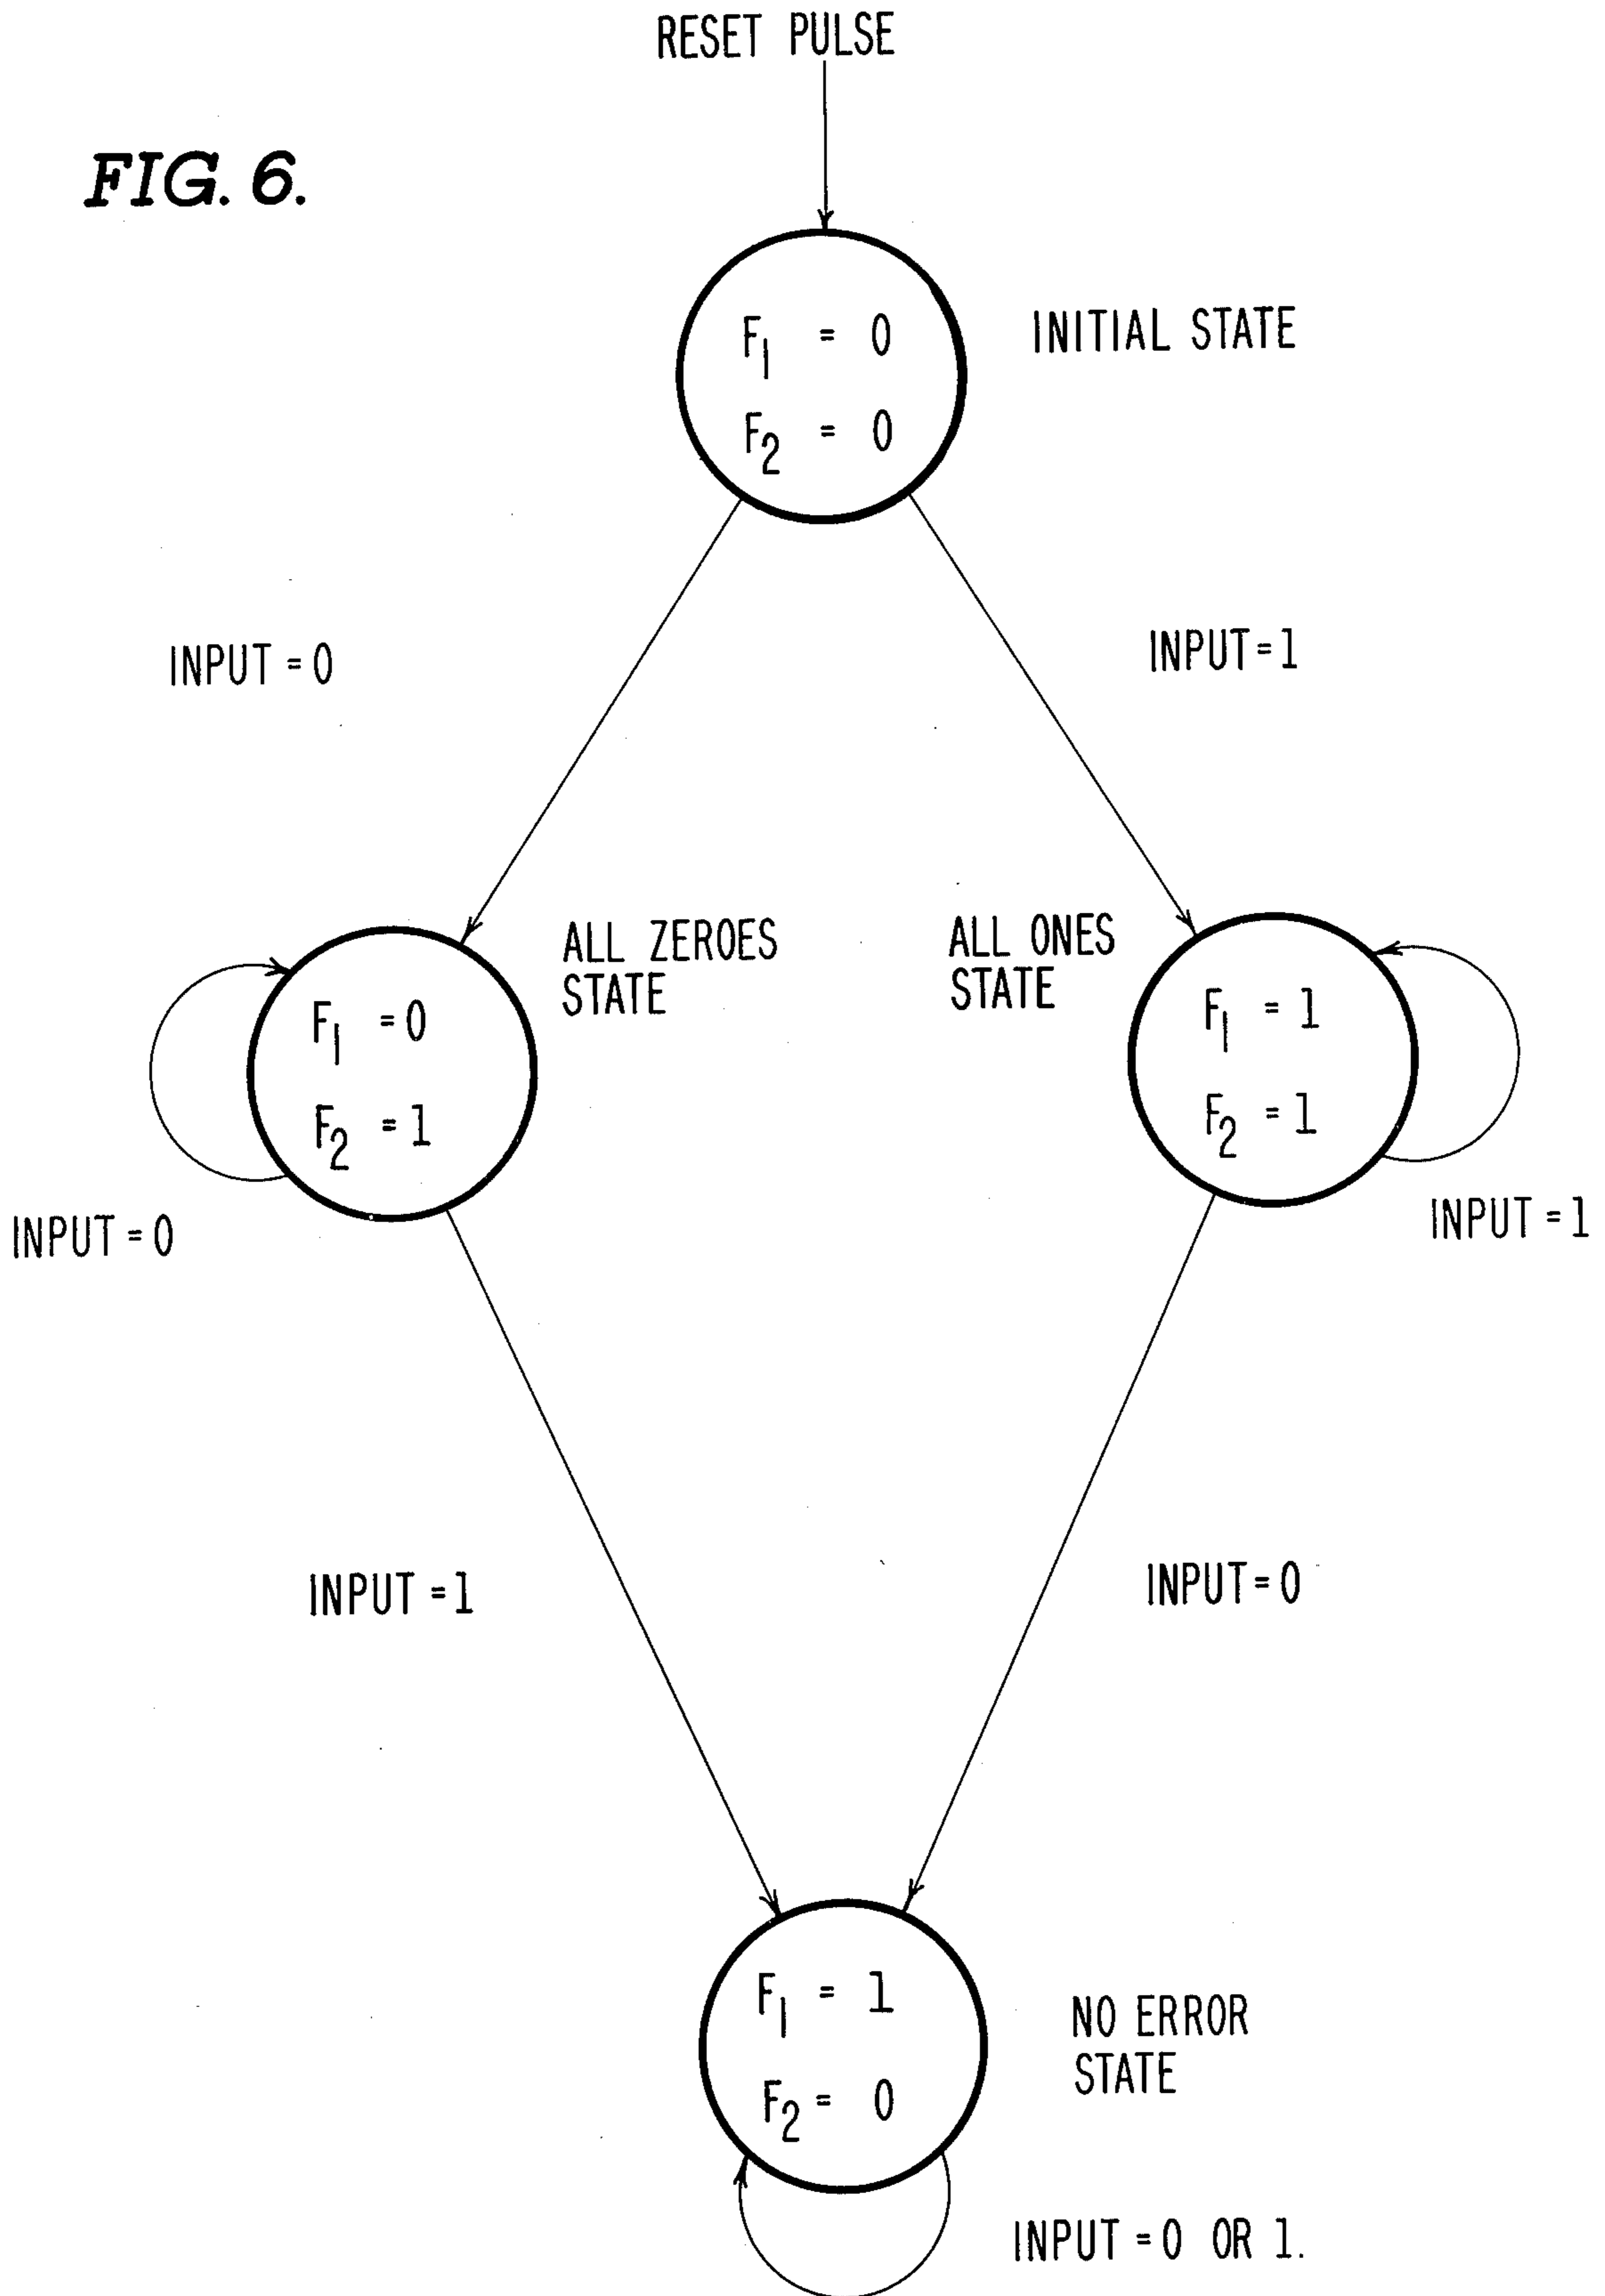 RESET PULSE
FIG. 6.
F1 = 0
INITIAL STATE
F2 = 0
INPUT = 0
INPUT = 1
ALL ZEROES
STATE
ALL ONES
STATE
F1 = 0
F2 = 1
F1 = 1
F2 = 1
INPUT = 0
INPUT = 1
INPUT = 1
INPUT = 0
F1 = 1
F2 = 0
NO ERROR
STATE
INPUT = 0 OR 1.